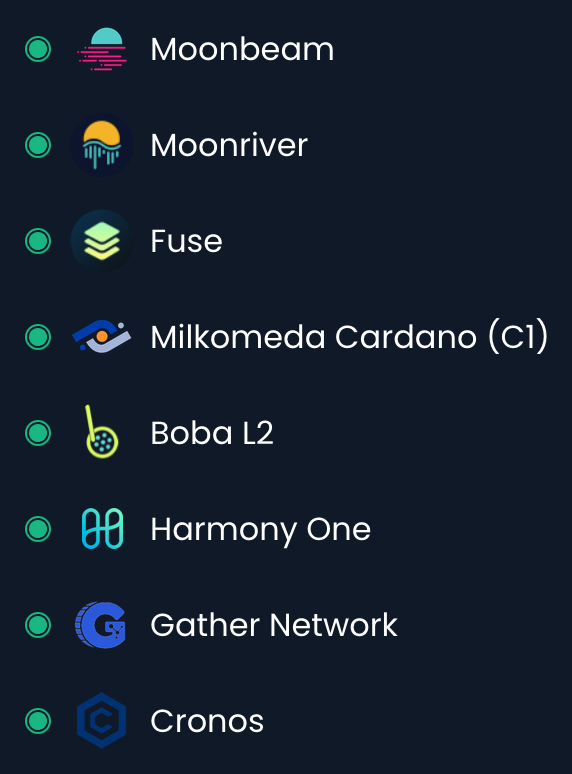 Moonbeam
Moonriver
Fuse
Milkomeda Cardano (C1)
Boba L2
Harmony One
Gather Network
Cronos